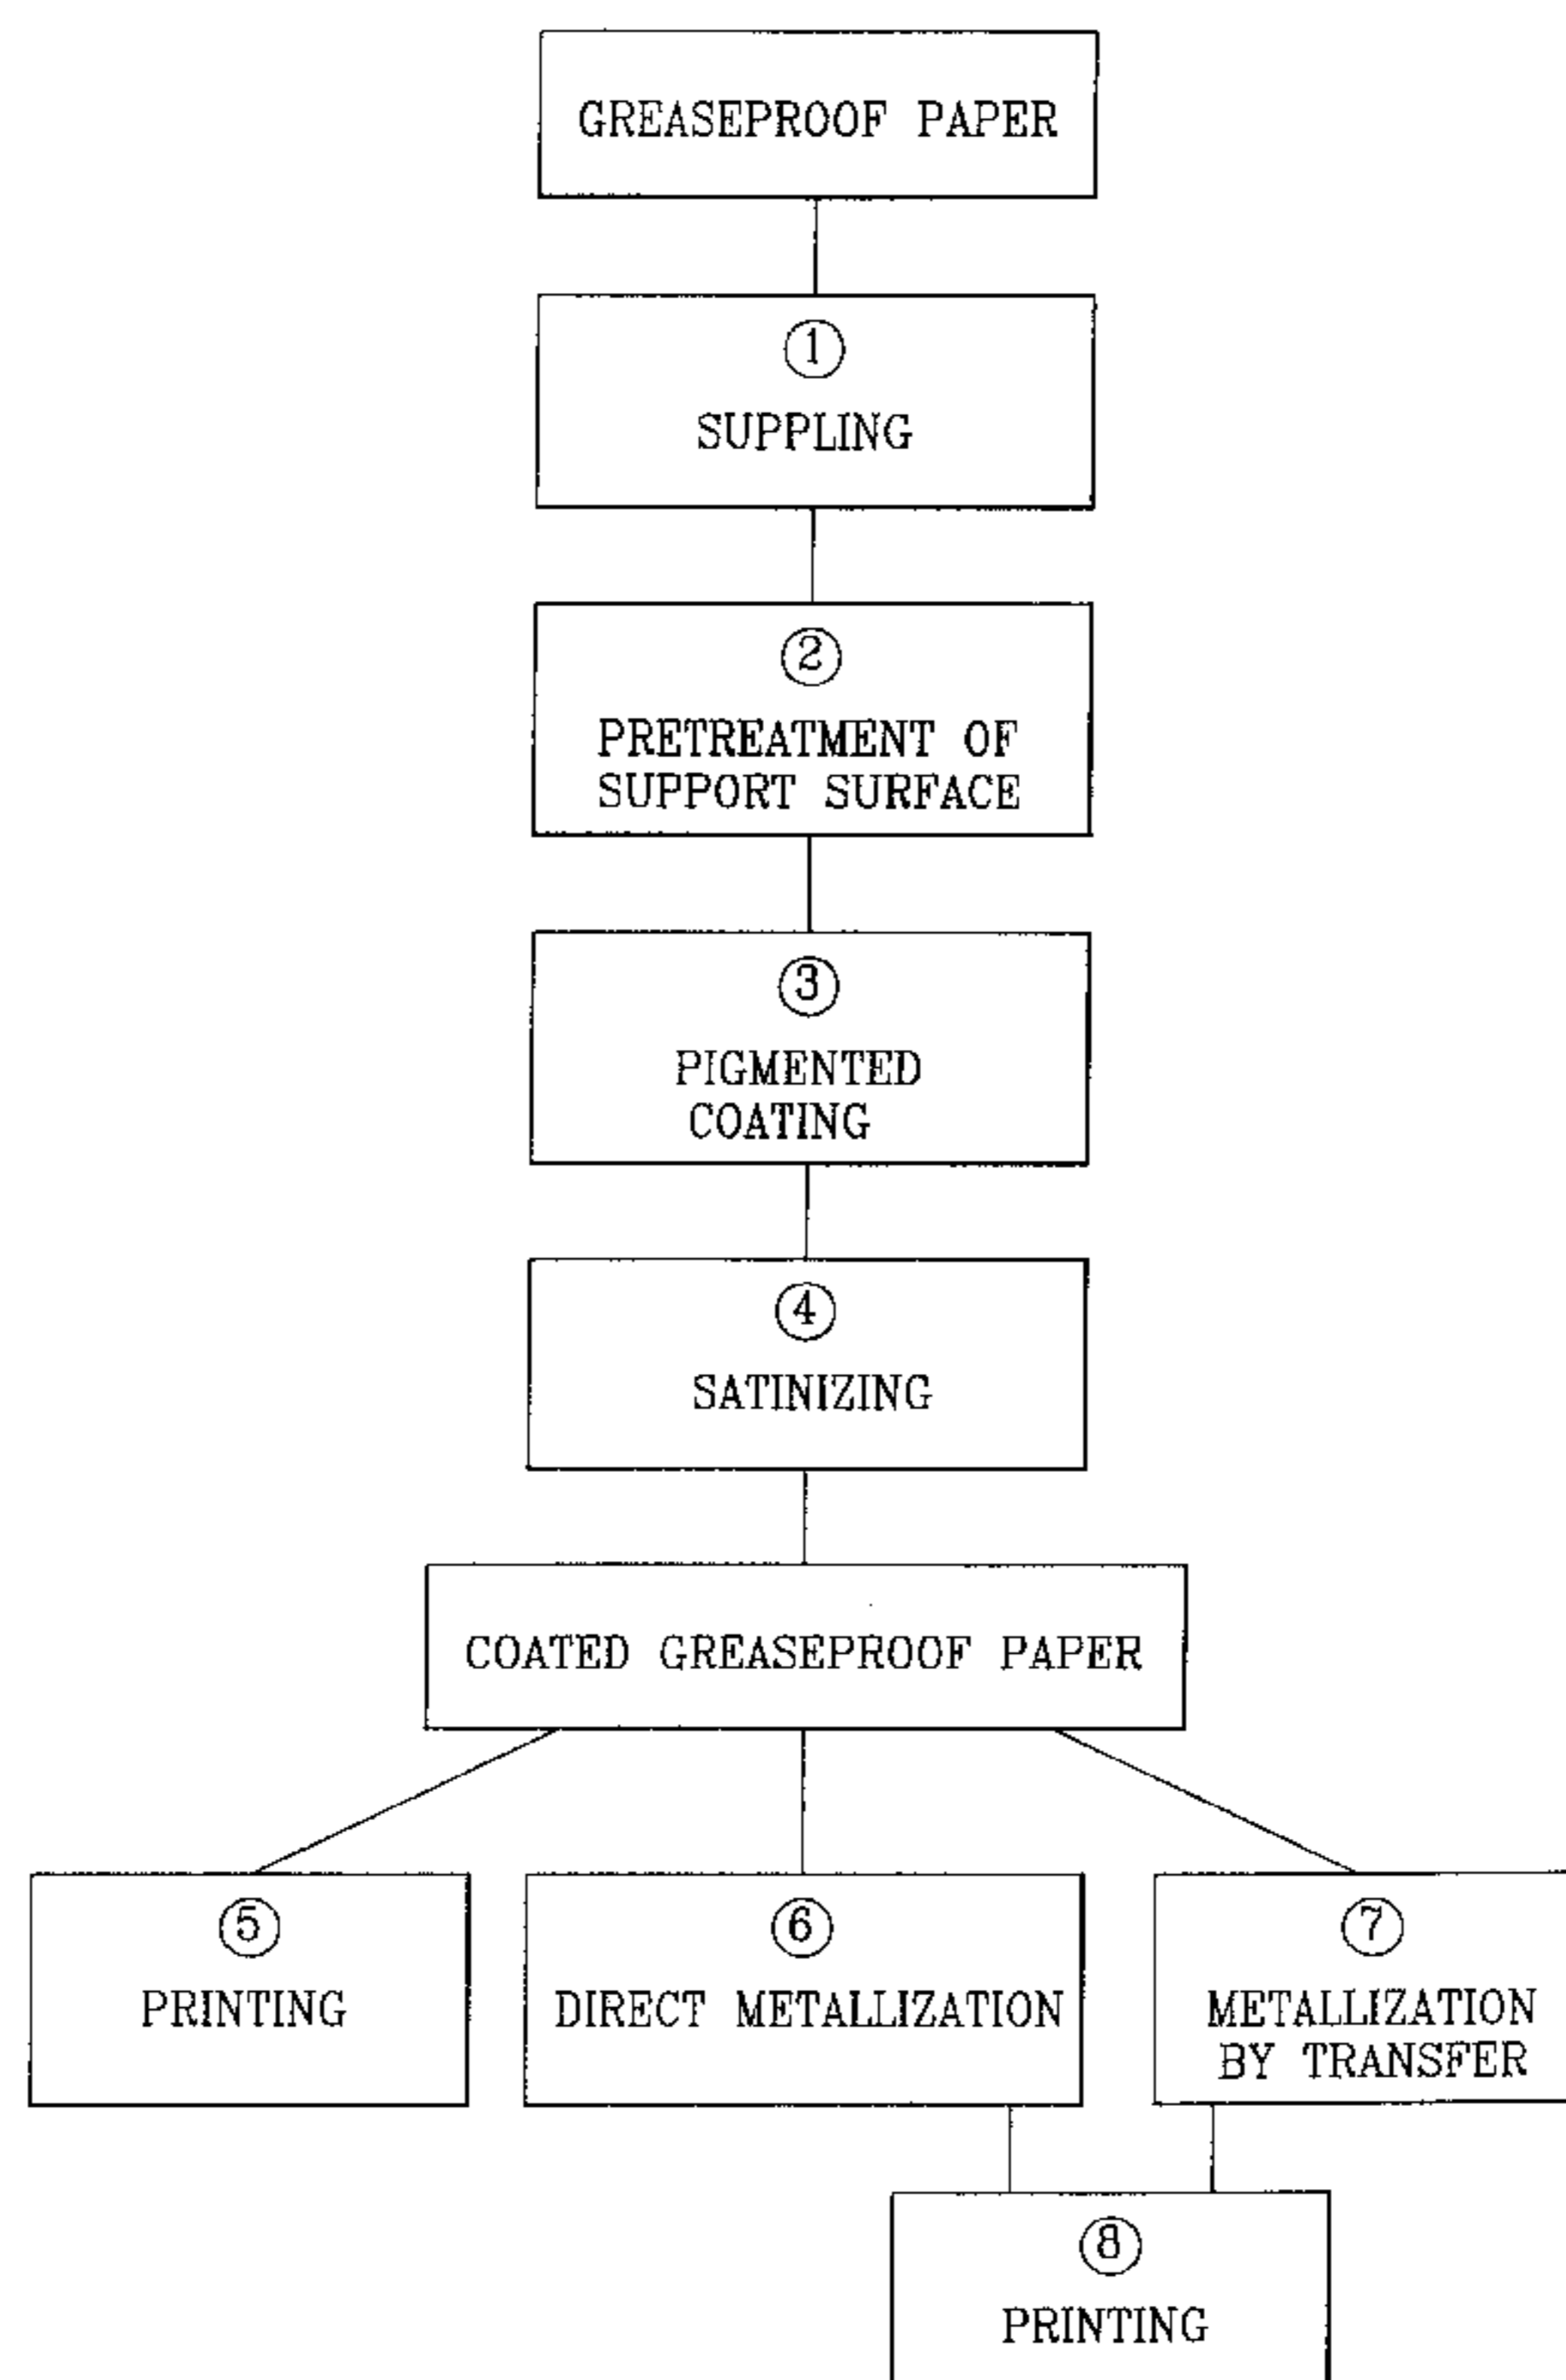 GREASEPROOF PAPER
1
SUPPLING
2
PRETREATMENT OF
SUPPORT SURFACE
3
PIGMENTED
COATING
4
SATINIZING
COATED GREASEPROOF PAPER
5
PRINTING
6
DIRECT METALLIZATION
7
METALLIZATION
BY TRANSFER
8
PRINTING